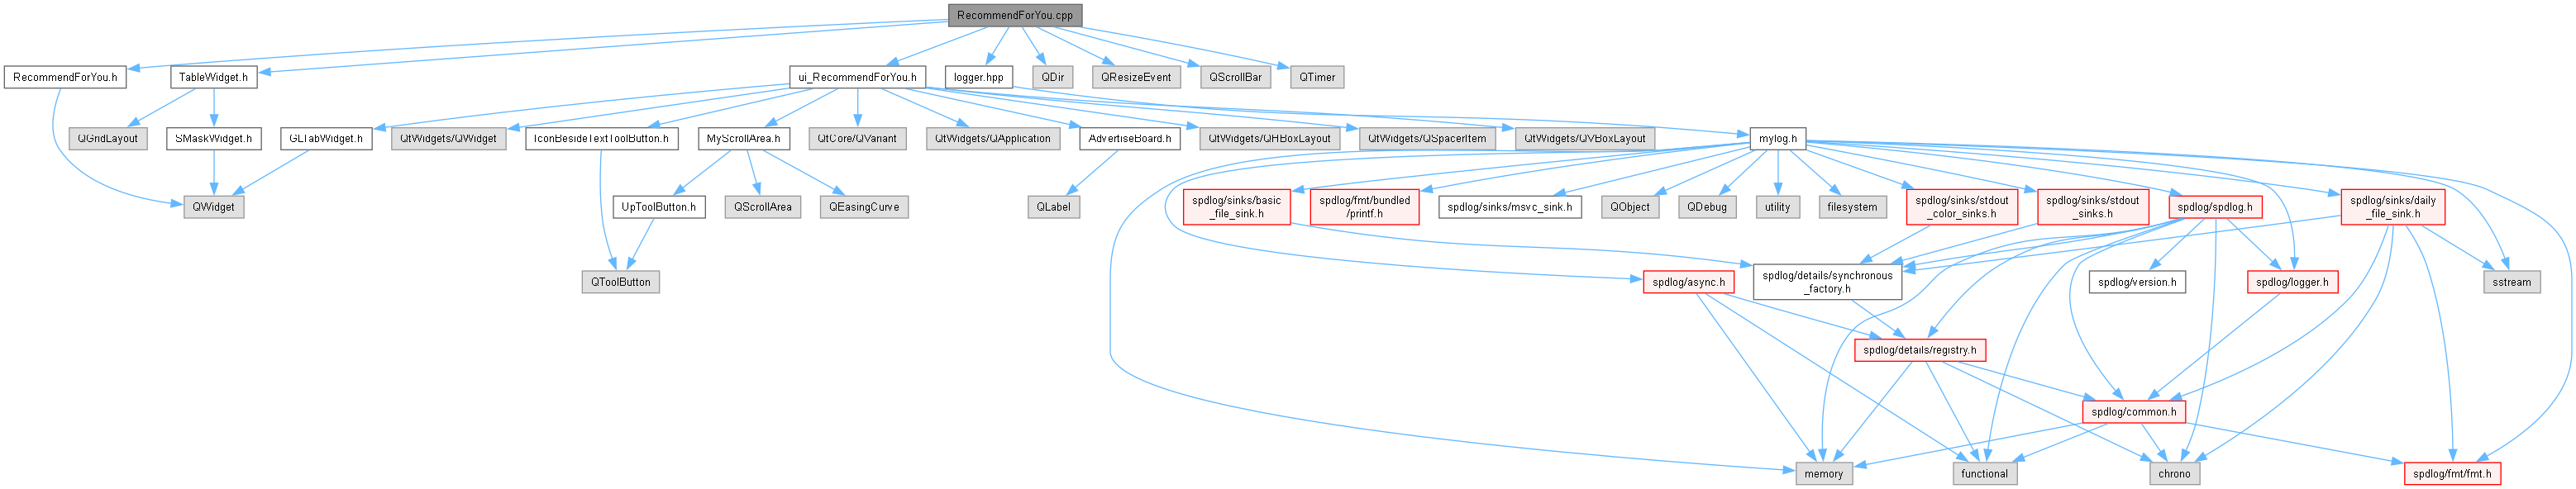 RecommendForYou.cpp
RecommendForYou.h
TableWidget.h
ui_RecommendForYou.h
logger.hpp
QDir
QResizeEvent
QScrollBar
QTimer
QGridLayout
SMaskWidget.h
GLTabWidget.h
QtWidgets/QWidget
IconBesideTextToolButton.h
MyScrollArea.h
QtCore/QVariant
QtWidgets/QApplication
AdvertiseBoard.h
QtWidgets/QHBoxLayout
QtWidgets/QSpacerItem
QtWidgets/QVBoxLayout
mylog.h
QWidget
UpToolButton.h
QScrollArea
QEasingCurve
QLabel
spdlog/sinks/basic
_file_sink.h
spdlog/fmt/bundled
/printf.h
spdlog/sinks/msvc_sink.h
QObject
QDebug
utility
filesystem
spdlog/sinks/stdout
_color_sinks.h
spdlog/sinks/stdout
_sinks.h
spdlog/spdlog.h
spdlog/sinks/daily
_file_sink.h
QToolButton
spdlog/async.h
spdlog/details/synchronous
_factory.h
spdlog/version.h
spdlog/logger.h
sstream
spdlog/details/registry.h
spdlog/common.h
memory
functional
chrono
spdlog/fmt/fmt.h